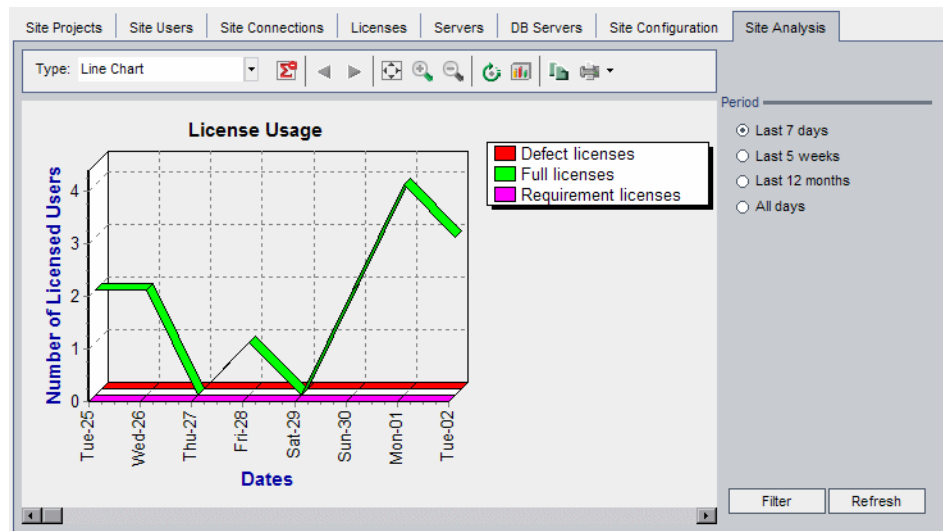 Site Projects Site Users Site Connections Licenses Servers DB Servers Site Configuration Site Analysis
Type: Line Chart
Period
Last 7 days
Last 5 weeks
Last 12 months
All days
License Usage
Defect licenses
Full licenses
Requirement licenses
Number of Licensed Users
4
3
2
1
0
Tue-25
Wed-26
Thu-27
Fri-28
Sat-29
Sun-30
Mon-01
Tue-02
Dates
Filter Refresh